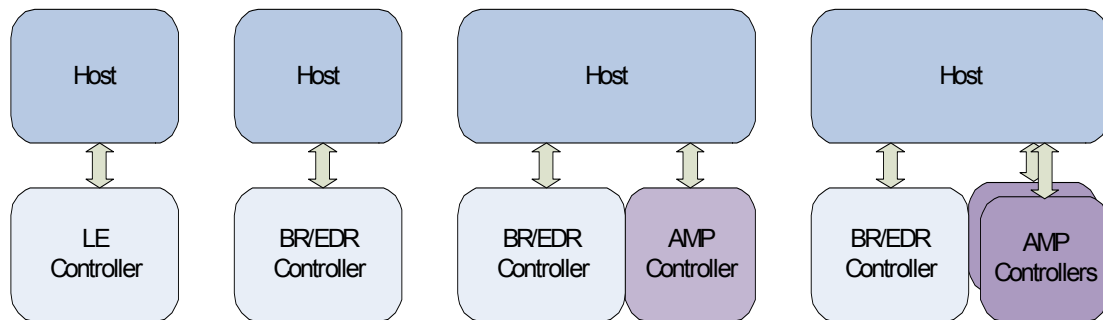 Host
Host
Host
Host
LE
Controller
BR/EDR
Controller
BR/EDR
Controller
AMP
Controller
BR/EDR
Controller
AMP
Controllers